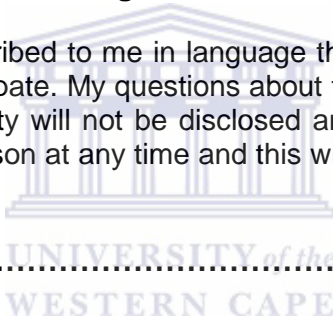 ribed to me in language th
pate. My questions about t
ty will not be disclosed an
son at any time and this w
................................
UNIVERSITY of the
WESTERN CAPE